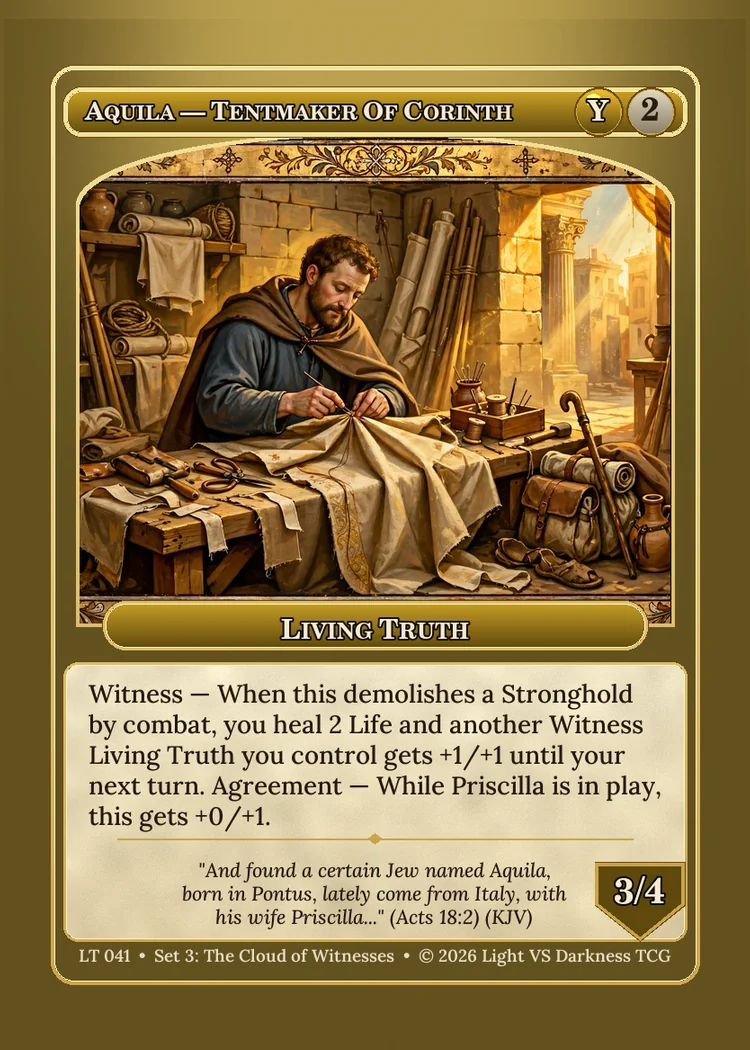 Aquila — Tentmaker Of Corinth Y 2
Living Truth
Witness — When this demolishes a Stronghold
by combat, you heal 2 Life and another Witness
Living Truth you control gets +1/+1 until your
next turn. Agreement — While Priscilla is in play,
this gets +0/+1.
"And found a certain Jew named Aquila,
born in Pontus, lately come from Italy, with
his wife Priscilla..." (Acts 18:2) (KJV)
3/4
LT 041 • Set 3: The Cloud of Witnesses • © 2026 Light VS Darkness TCG